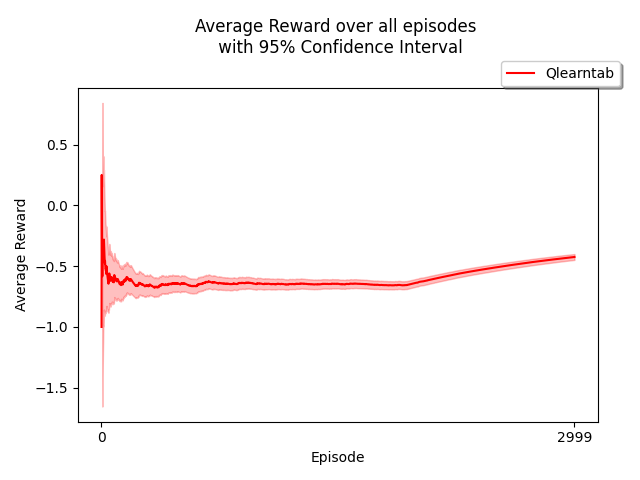 Average Reward over all episodes
with 95% Confidence Interval
Qlearntab
0.5
0.0
−0.5
−1.0
−1.5
Average Reward
0
2999
Episode